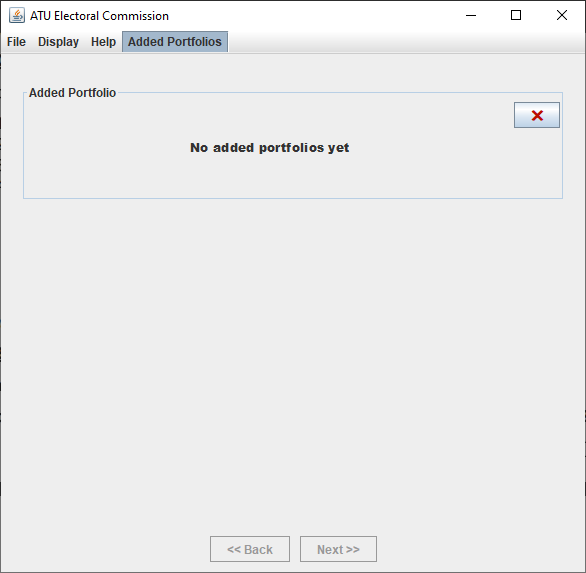 ATU Electoral Commission
File Display Help Added Portfolios
Added Portfolio
No added portfolios yet
<< Back Next >>